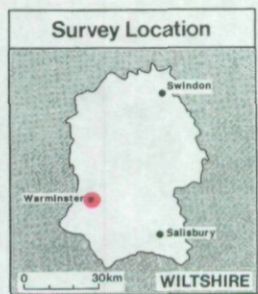 Survey Location
Swindon
Warminster
Salisbury
0 30km
WILTSHIRE